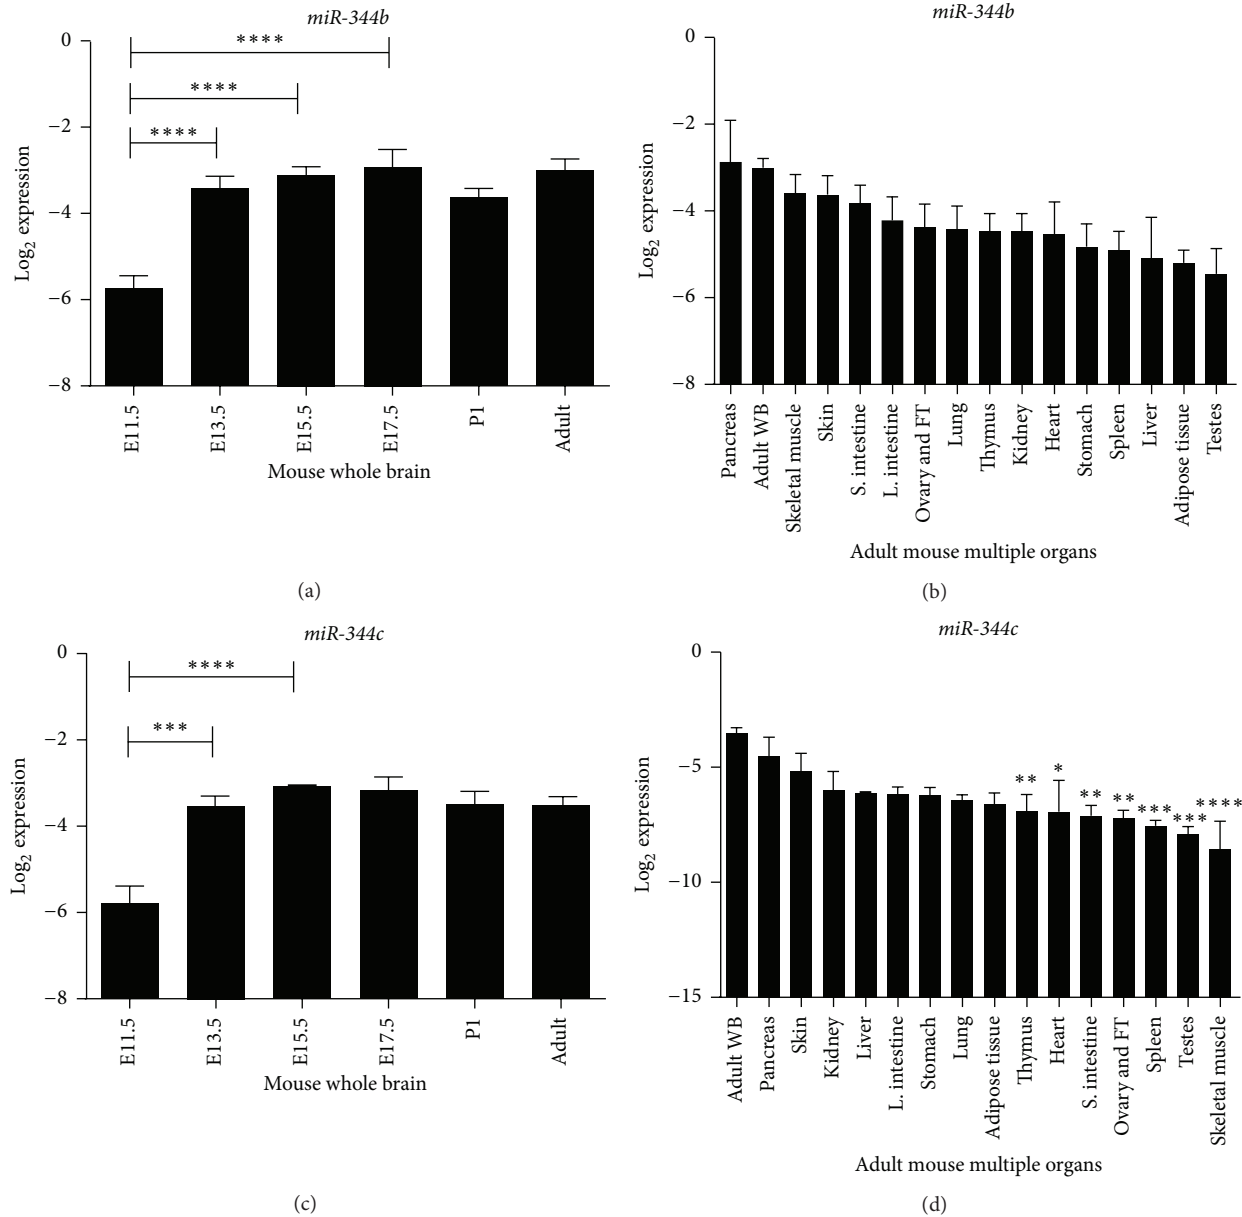 miR-344b
0
−2
−4
−6
−8
Log2 expression
****
****
****
E11.5
E13.5
E15.5
E17.5
P1
Adult
Mouse whole brain
(a)
miR-344b
0
−2
−4
−6
−8
Log2 expression
Pancreas
Adult WB
Skeletal muscle
Skin
S. intestine
L. intestine
Ovary and FT
Lung
Thymus
Kidney
Heart
Stomach
Spleen
Liver
Adipose tissue
Testes
Adult mouse multiple organs
(b)
miR-344c
0
−2
−4
−6
−8
Log2 expression
****
***
E11.5
E13.5
E15.5
E17.5
P1
Adult
Mouse whole brain
(c)
miR-344c
0
−5
−10
−15
Log2 expression
**
*
**
**
***
***
****
Adult WB
Pancreas
Skin
Kidney
Liver
L. intestine
Stomach
Lung
Adipose tissue
Thymus
Heart
S. intestine
Ovary and FT
Spleen
Testes
Skeletal muscle
Adult mouse multiple organs
(d)